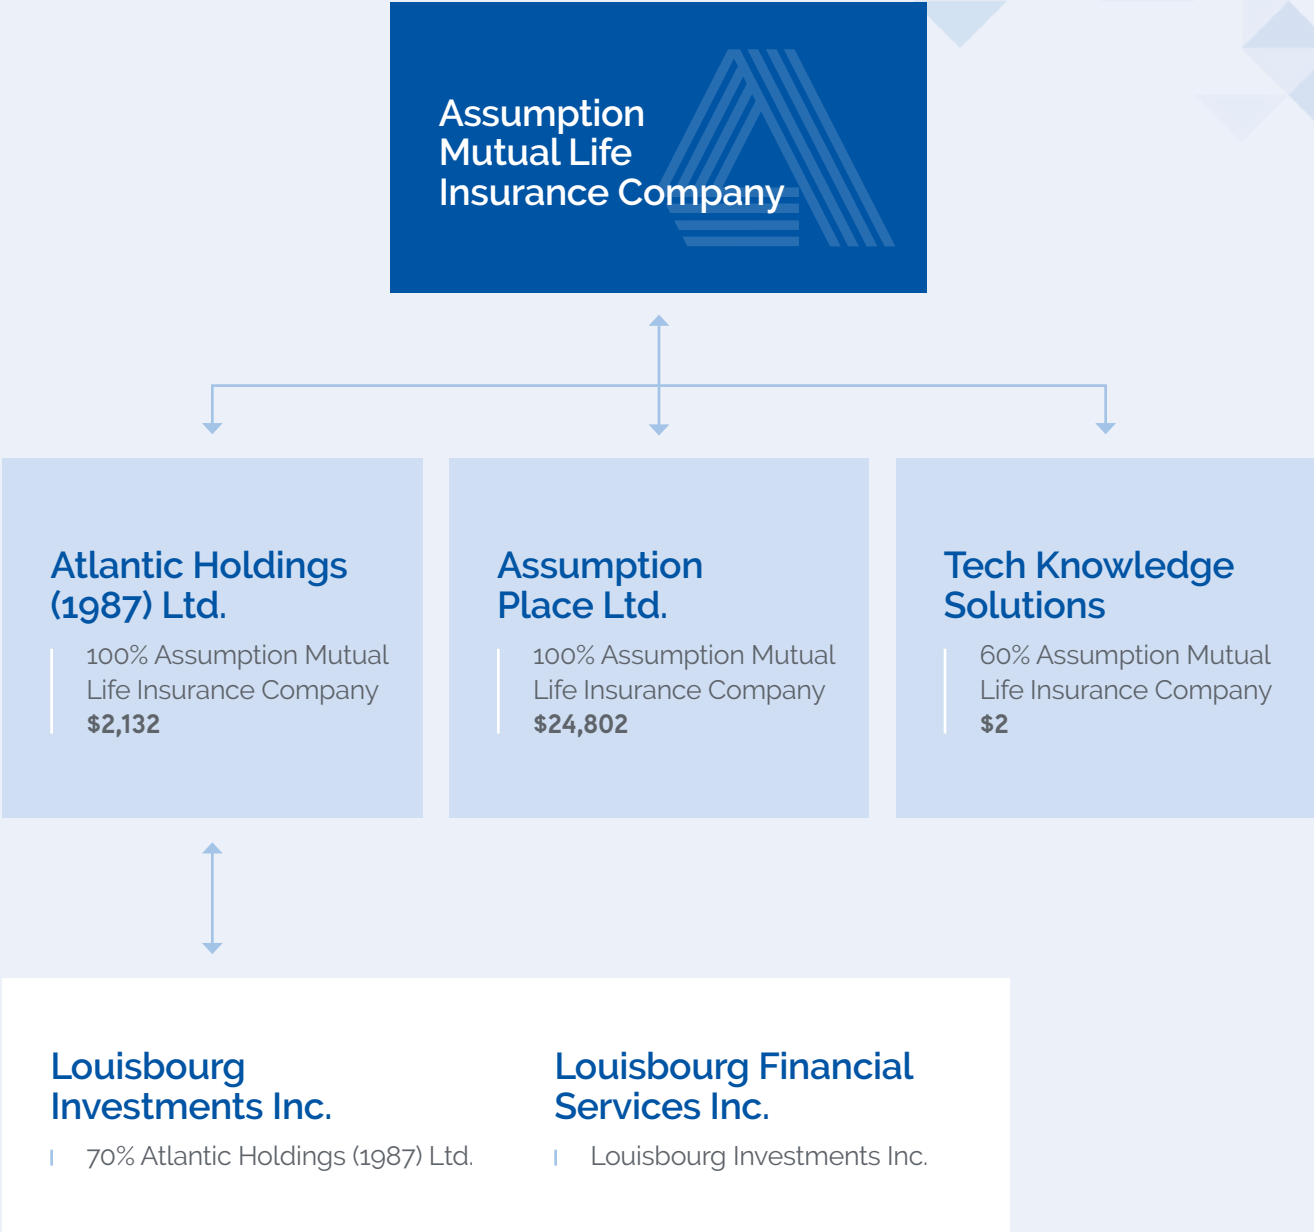 Assumption
Mutual Life
Insurance Company
Atlantic Holdings
(1987) Ltd.
100% Assumption Mutual
Life Insurance Company
$2,132
Assumption
Place Ltd.
100% Assumption Mutual
Life Insurance Company
$24,802
Tech Knowledge
Solutions
60% Assumption Mutual
Life Insurance Company
$2
Louisbourg
Investments Inc.
70% Atlantic Holdings (1987) Ltd.
Louisbourg Financial
Services Inc.
Louisbourg Investments Inc.